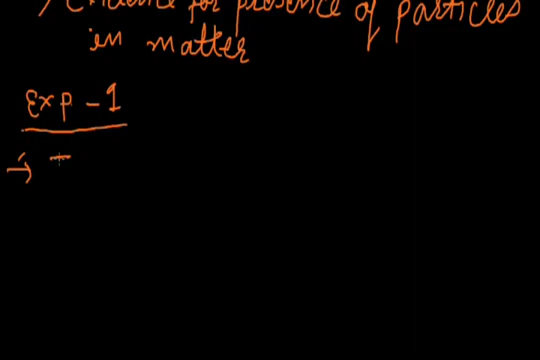 Evidence for presence of particles
in matter
Exp - 1
→